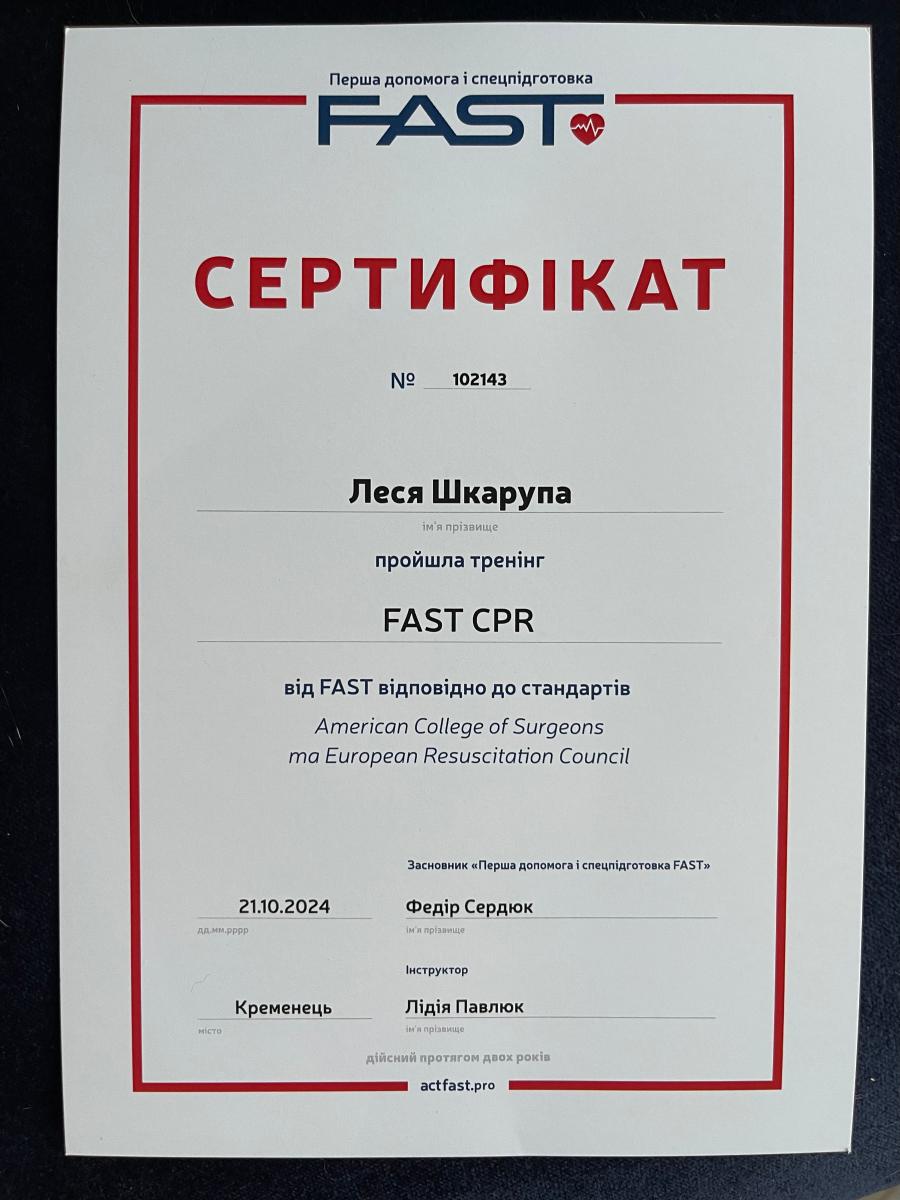 Перша допомога і спецпідготовка
FAST
СЕРТИФІКАТ
№ 102143
Леся Шкарупа
ім'я прізвище
пройшла тренінг
FAST CPR
від FAST відповідно до стандартів
American College of Surgeons
та European Resuscitation Council
Засновник «Перша допомога і спецпідготовка FAST»
21.10.2024 Федір Сердюк
дд.мм.рррр ім'я прізвище
Інструктор
Кременець Лідія Павлюк
місто ім'я прізвище
дійсний протягом двох років
actfast.pro